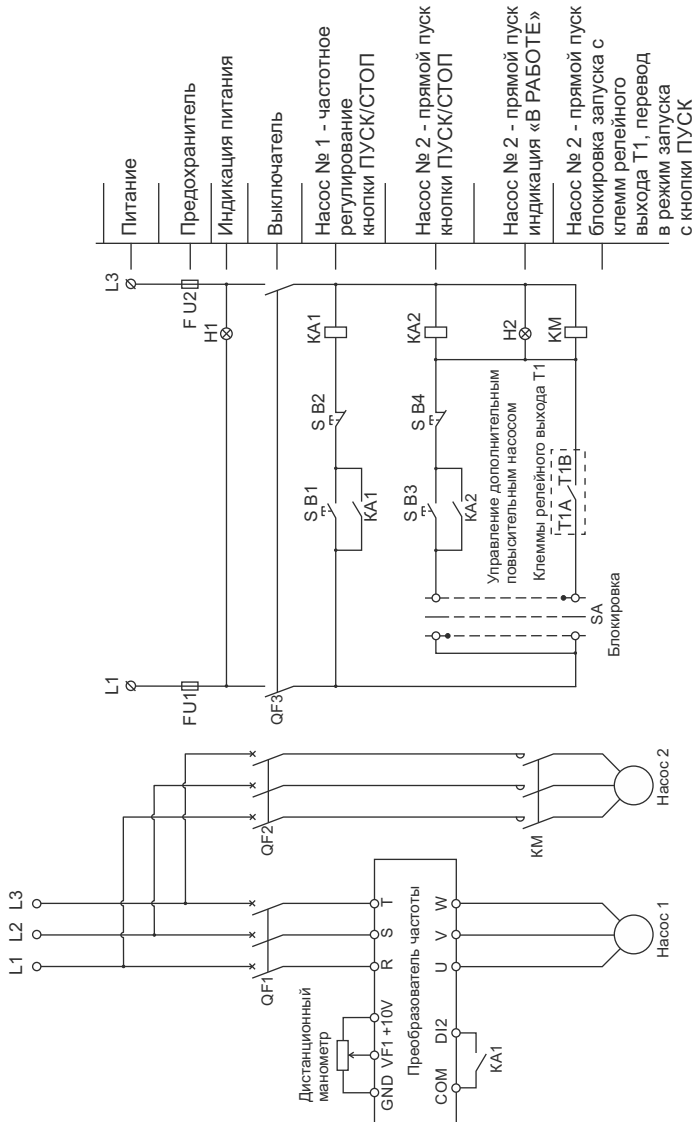 L1
L2
L3
QF1
QF2
Дистанционный
манометр
GND
VF1
+10V
R
S
T
Преобразователь частоты
COM
DI2
U
V
W
KA1
KM
Насос 1
Насос 2
L1
L3
FU1
F U2
H1
QF3
S B1
S B2
KA1
KA1
S B3
S B4
KA2
KA2
Управление дополнительным
повысительным насосом
H2
Клеммы релейного выхода T1
T1A
T1B
KM
SA
Блокировка
Питание
Предохранитель
Индикация питания
Выключатель
Насос № 1 - частотное
регулирование
кнопки ПУСК/СТОП
Насос № 2 - прямой пуск
кнопки ПУСК/СТОП
Насос № 2 - прямой пуск
индикация «В РАБОТЕ»
Насос № 2 - прямой пуск
блокировка запуска с
клемм релейного
выхода Т1, перевод
в режим запуска
с кнопки ПУСК